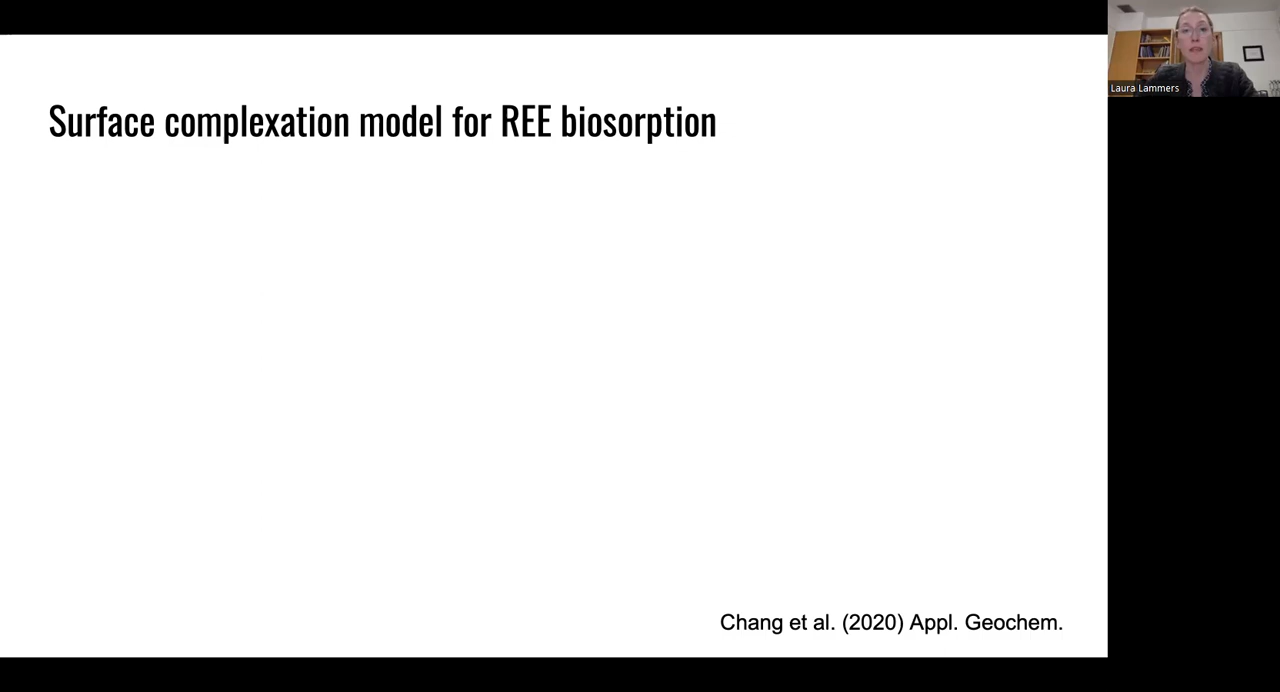 Surface complexation model for REE biosorption
Laura Lammers
Chang et al. (2020) Appl. Geochem.